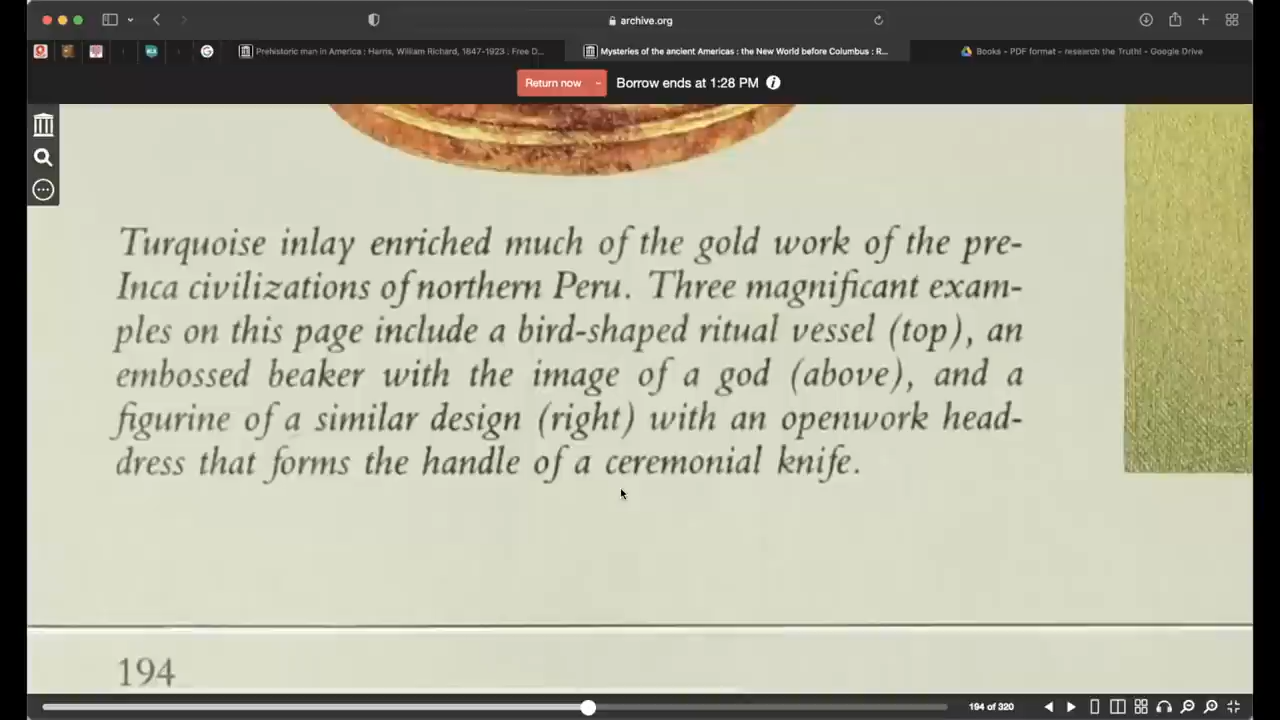 archive.org
Prehistoric man in America : Harris, William Richard, 1847-1923 : Free D...
Mysteries of the ancient Americas : the New World before Columbus : R...
Books - PDF format - research the Truth! - Google Drive
Return now
Borrow ends at 1:28 PM
Turquoise inlay enriched much of the gold work of the pre-
Inca civilizations of northern Peru. Three magnificant exam-
ples on this page include a bird-shaped ritual vessel (top), an
embossed beaker with the image of a god (above), and a
figurine of a similar design (right) with an openwork head-
dress that forms the handle of a ceremonial knife.
194
194 of 320